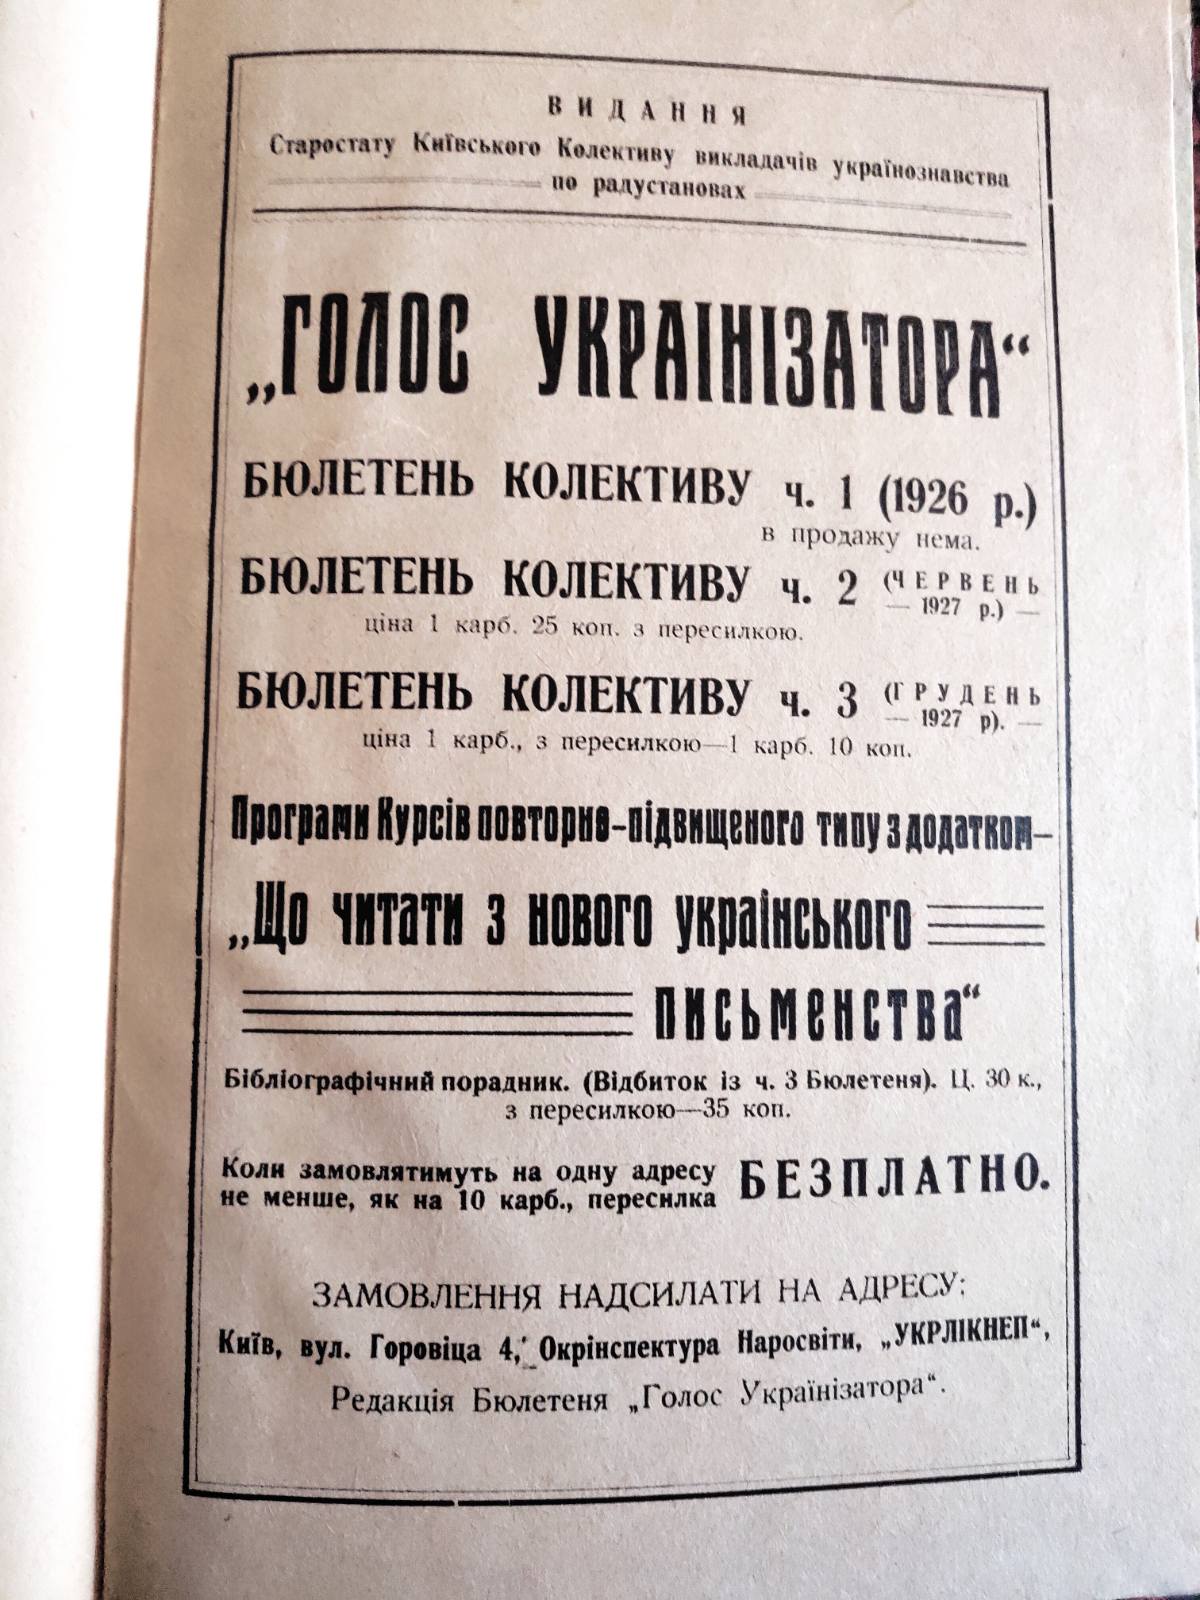 ВИДАННЯ
Старостату Київського Колективу викладачів українознавства
по радустановах
„ГОЛОС УКРАІНІЗАТОРА“
БЮЛЕТЕНЬ КОЛЕКТИВУ ч. 1 (1926 р.)
в продажу нема.
БЮЛЕТЕНЬ КОЛЕКТИВУ ч. 2 (ЧЕРВЕНЬ
— 1927 р.) —
ціна 1 карб. 25 коп. з пересилкою.
БЮЛЕТЕНЬ КОЛЕКТИВУ ч. 3 (ГРУДЕНЬ
— 1927 р). —
ціна 1 карб., з пересилкою—1 карб. 10 коп.
Програми Курсів повторно-підвищеного типу з додатком—
„Що читати з нового українського
письменства“
Бібліографічний порадник. (Відбиток із ч. 3 Бюлетеня). Ц. 30 к.,
з пересилкою—35 коп.
Коли замовлятимуть на одну адресу
не менше, як на 10 карб., пересилка БЕЗПЛАТНО.
ЗАМОВЛЕННЯ НАДСИЛАТИ НА АДРЕСУ:
Київ, вул. Горовіца 4, Окрінспектура Наросвіти, „УКРЛІКНЕП“,
Редакція Бюлетеня „Голос Українізатора“.